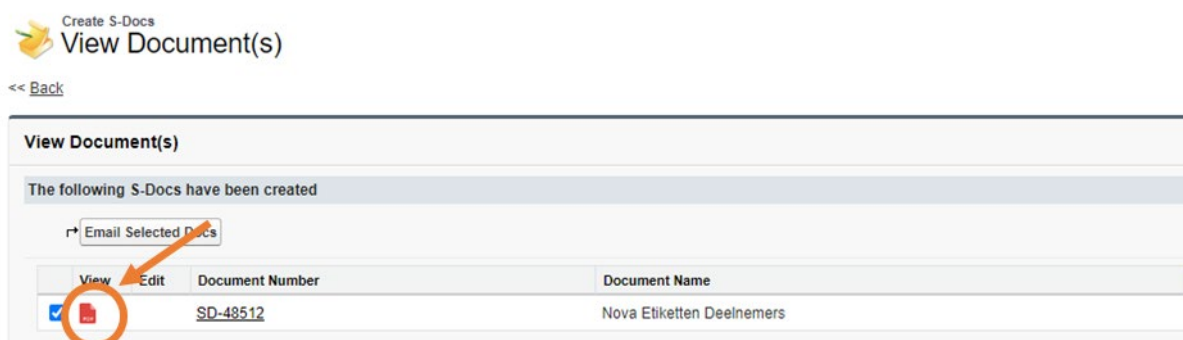 Create S-Docs
View Document(s)
<< Back
View Document(s)
The following S-Docs have been created
Email Selected Docs
View Edit Document Number Document Name
PDF SD-48512 Nova Etiketten Deelnemers